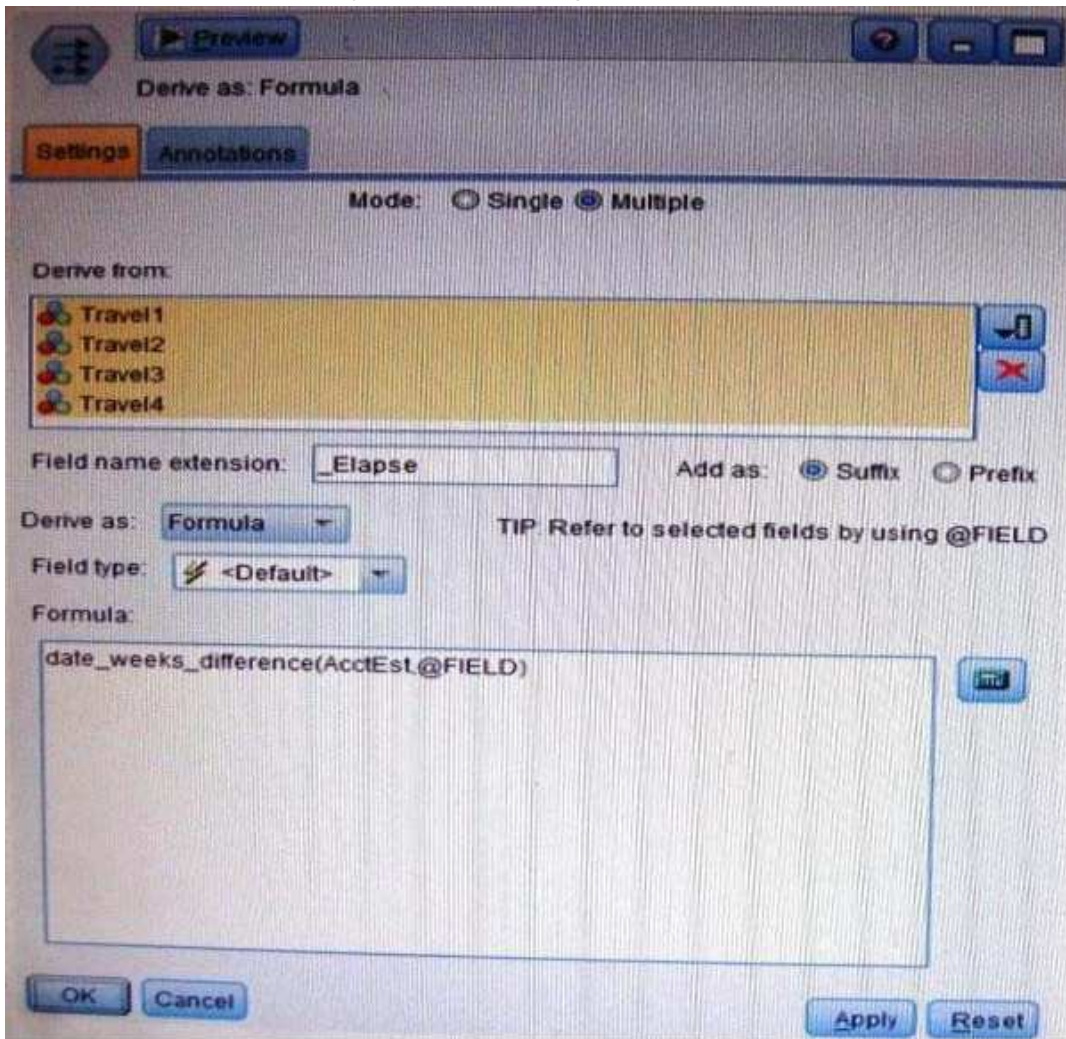 Preview
Derive as: Formula
Settings Annotations
Mode: Single Multiple
Derive from:
Travel1
Travel2
Travel3
Travel4
Field name extension: _Elapse Add as: Suffix Prefix
Derive as: Formula TIP: Refer to selected fields by using @FIELD
Field type: <Default>
Formula:
date_weeks_difference(AcctEst,@FIELD)
OK Cancel Apply Reset